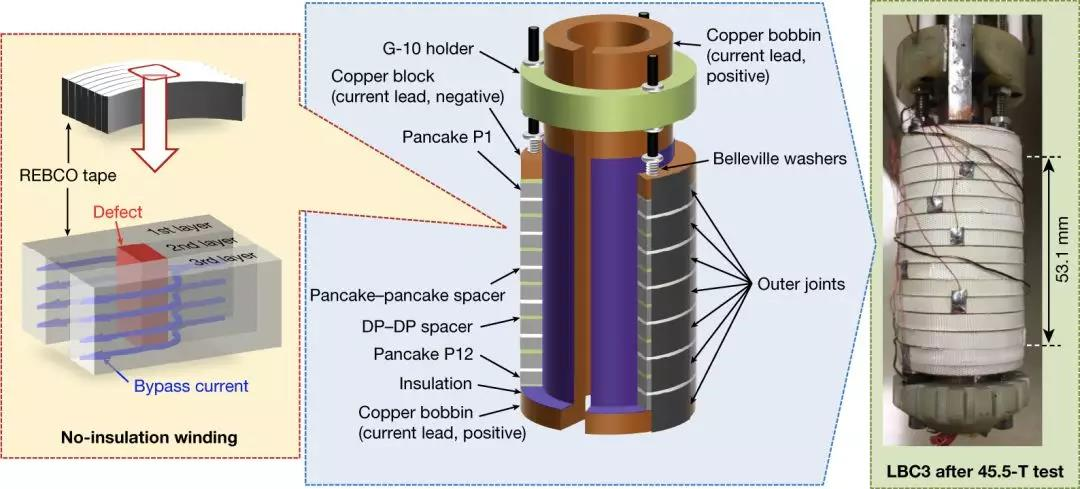 REBCO tape
Defect
1st layer
2nd layer
3rd layer
Bypass current
No-insulation winding
G-10 holder
Copper block
(current lead, negative)
Pancake P1
Pancake–pancake spacer
DP–DP spacer
Pancake P12
Insulation
Copper bobbin
(current lead, positive)
Copper bobbin
(current lead,
positive)
Belleville washers
Outer joints
53.1 mm
LBC3 after 45.5-T test